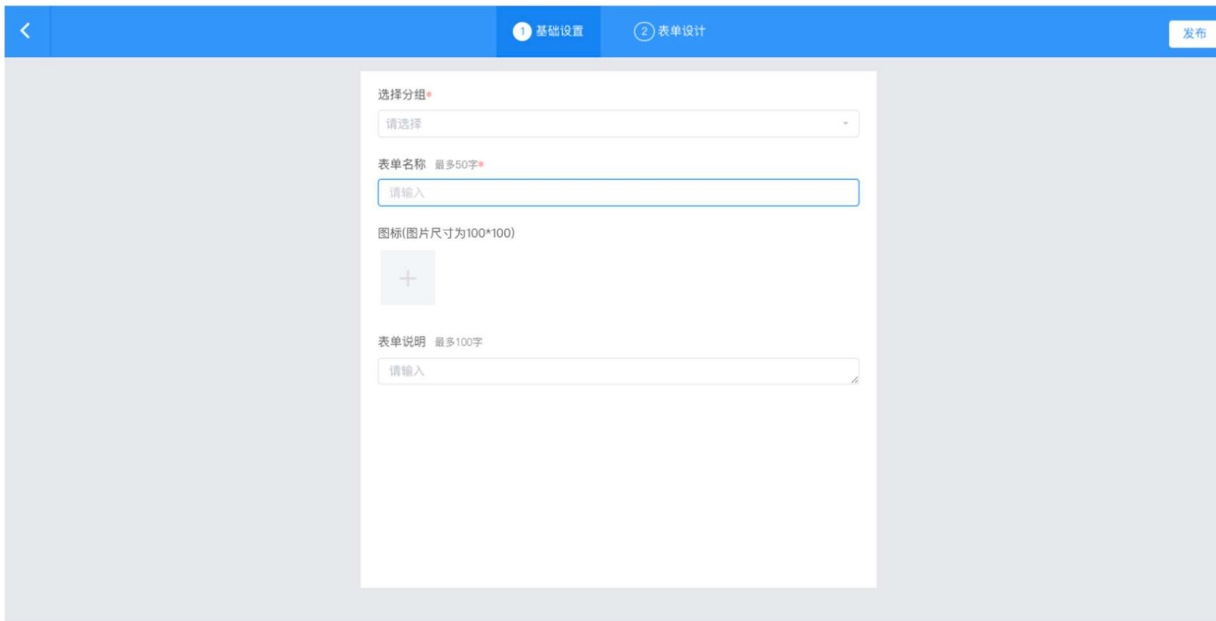 1 基础设置 2 表单设计 发布
选择分组*
请选择
表单名称 最多50字*
请输入
图标(图片尺寸为100*100)
表单说明 最多100字
请输入